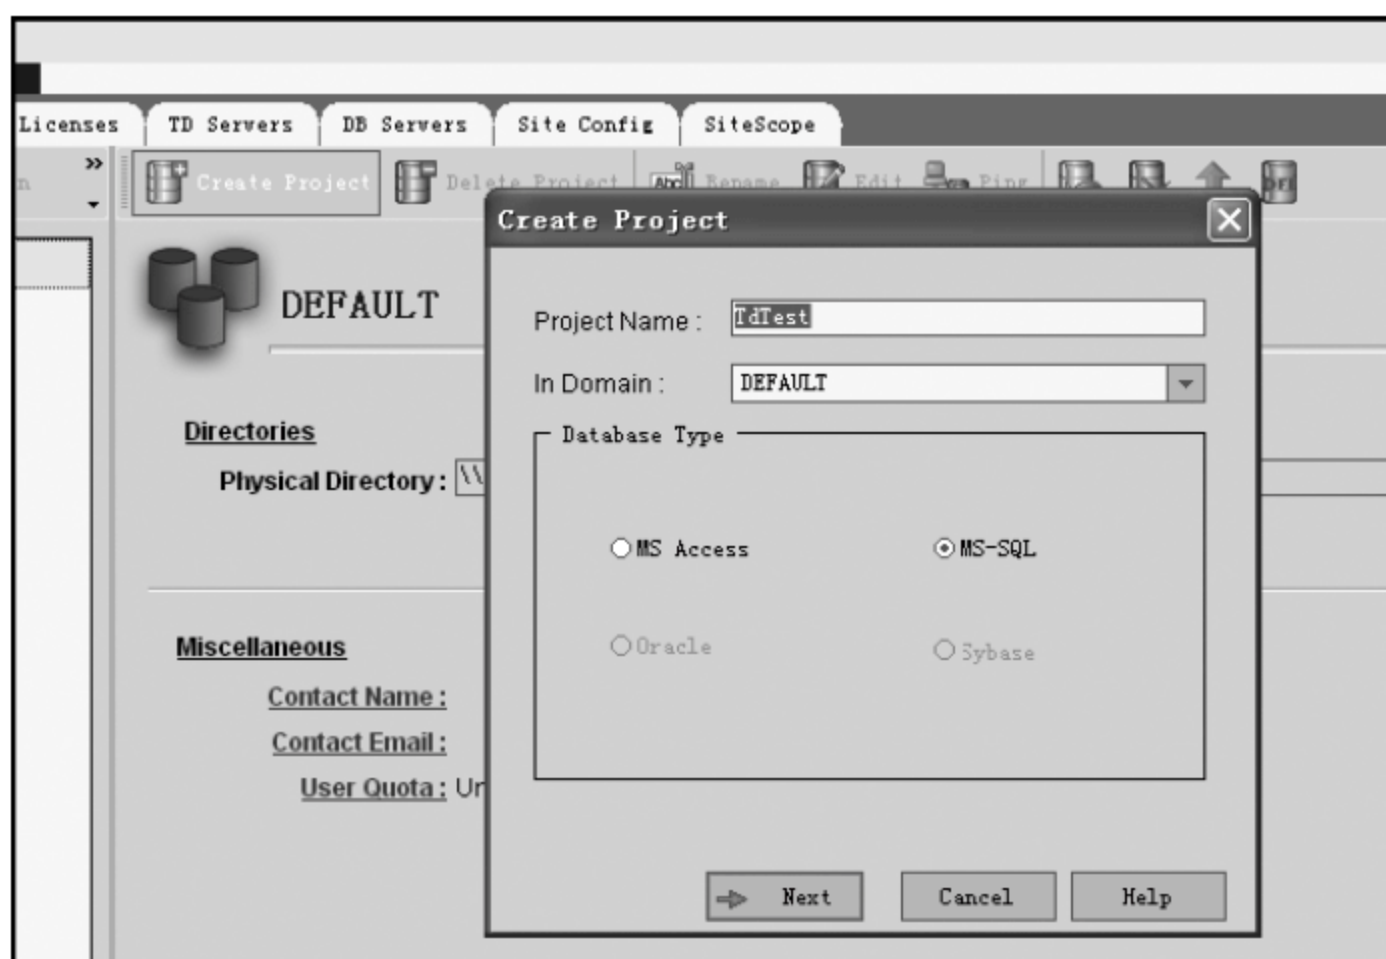 Licenses TD Servers DB Servers Site Config SiteScope
Create Project Delete Project Rename Edit Ping
Create Project
DEFAULT
Project Name : TdTest
In Domain : DEFAULT
Directories
Database Type
Physical Directory : \\
MS Access MS-SQL
Miscellaneous
Oracle Sybase
Contact Name :
Contact Email :
User Quota : Un
Next Cancel Help